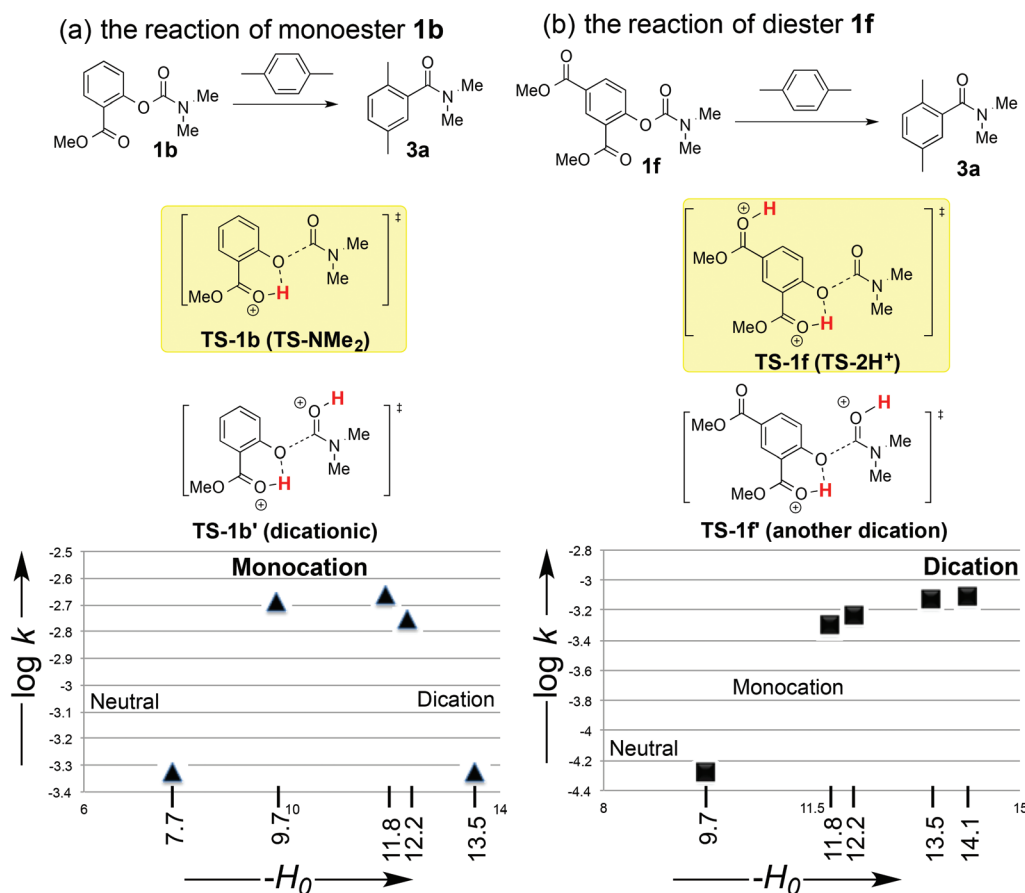 (a) the reaction of monoester 1b
O
O
N
Me
Me
MeO
O
1b
O
N
Me
Me
3a
O
O
N
Me
Me
MeO
O
H
⊕
‡
TS-1b (TS-NMe₂)
⊕
O
H
O
N
Me
Me
MeO
O
H
⊕
‡
TS-1b' (dicationic)
-2.5
-2.6
-2.7
-2.8
-2.9
-3
-3.1
-3.2
-3.3
-3.4
log k
Monocation
Neutral
Dication
6
10
14
7.7
9.7
11.8
12.2
13.5
-H₀
(b) the reaction of diester 1f
O
MeO
O
O
N
Me
Me
MeO
O
1f
O
N
Me
Me
3a
⊕
H
O
MeO
O
O
N
Me
Me
MeO
O
H
⊕
‡
TS-1f (TS-2H⁺)
O
MeO
⊕
O
H
O
N
Me
Me
MeO
O
H
⊕
‡
TS-1f' (another dication)
-2.8
-3
-3.2
-3.4
-3.6
-3.8
-4
-4.2
-4.4
log k
Dication
Monocation
Neutral
8
11.5
15
9.7
11.8
12.2
13.5
14.1
-H₀